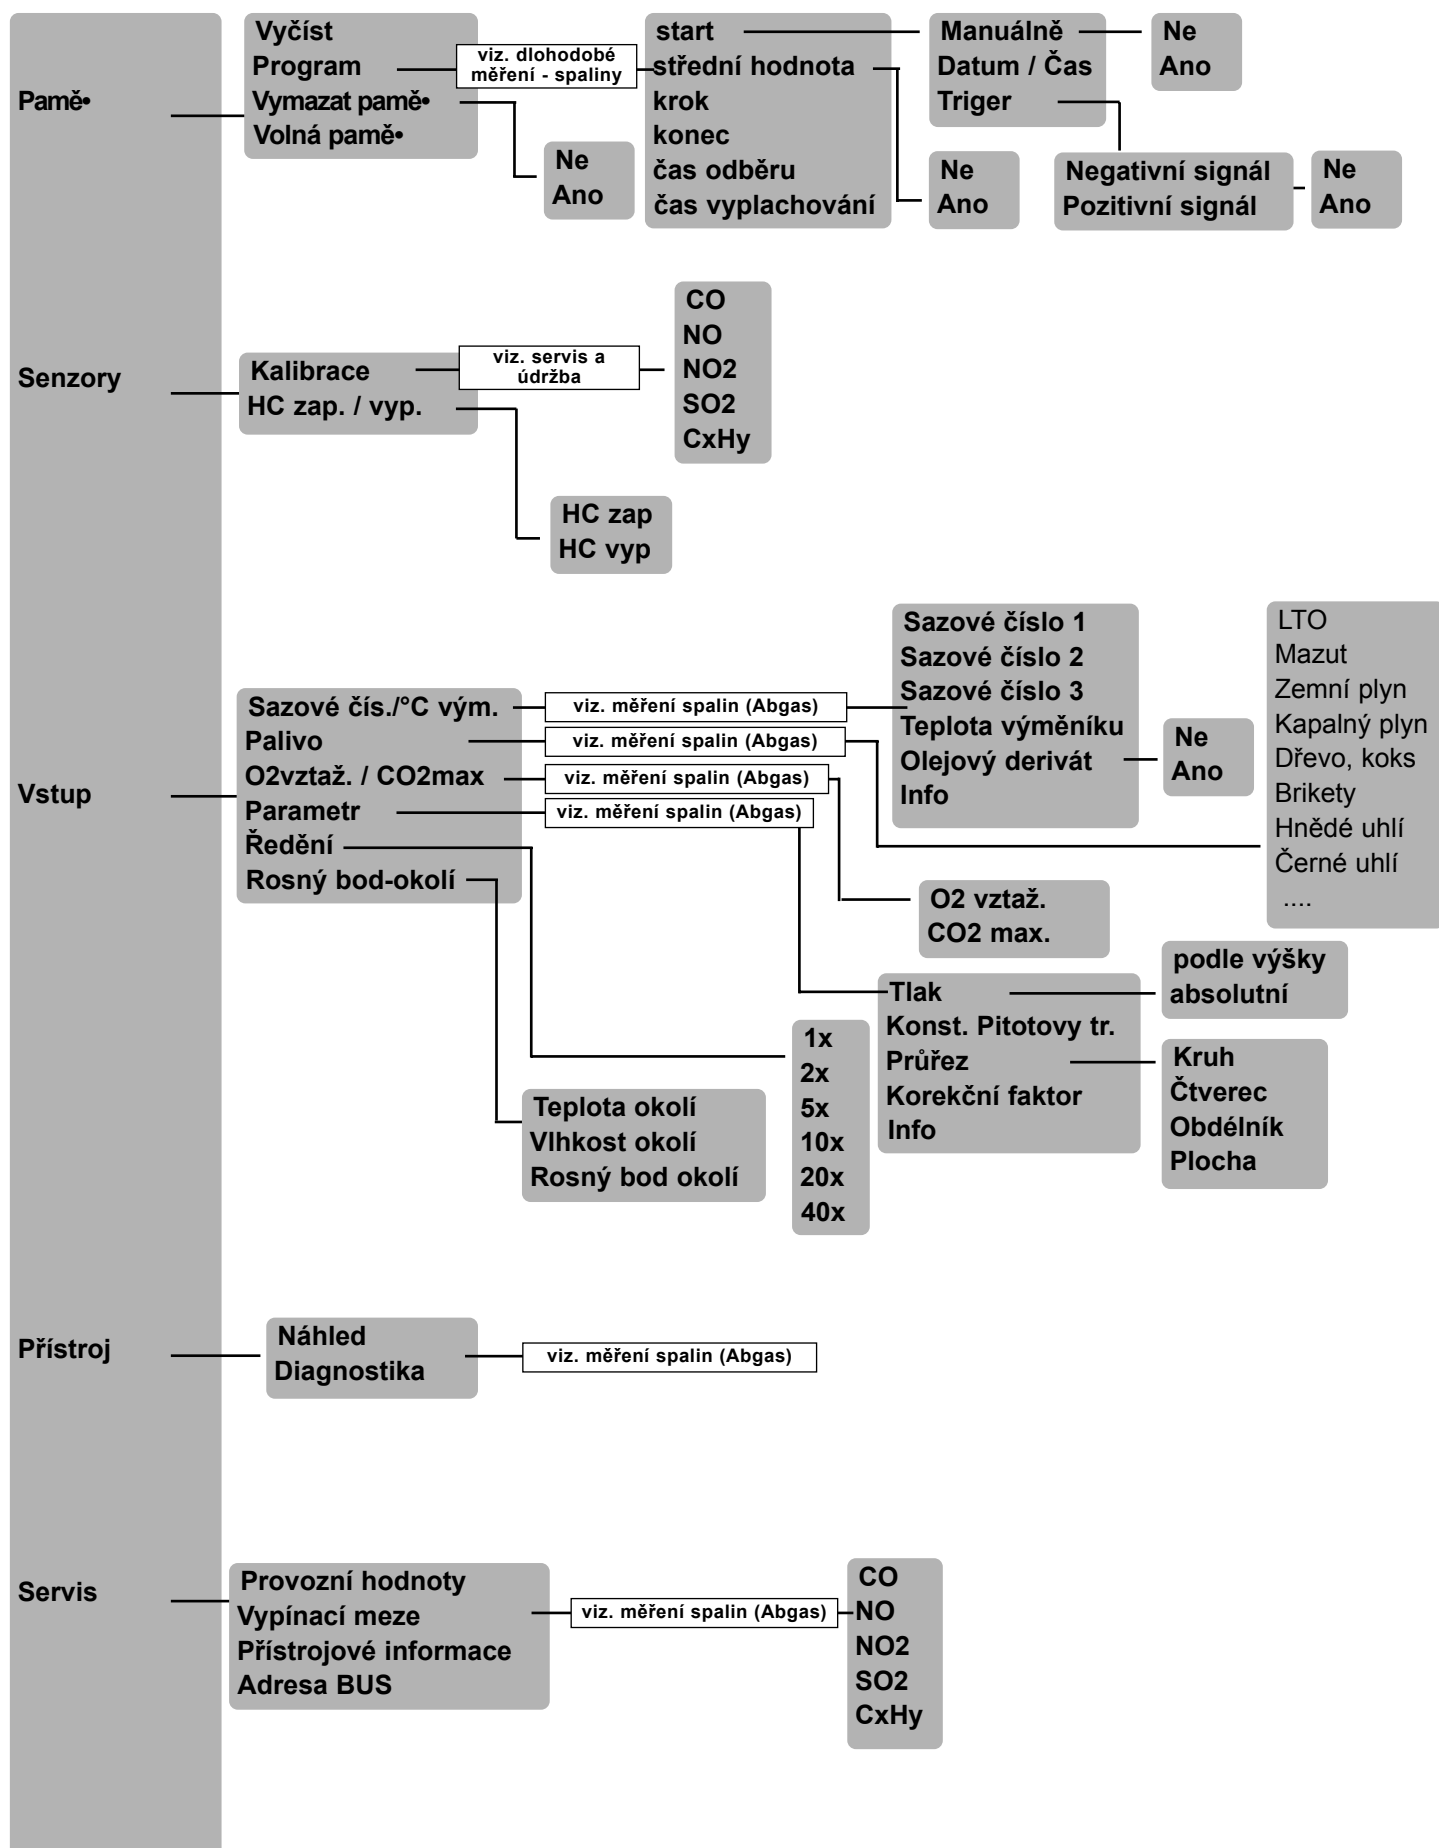 Pamě•
Vyčíst
Program
Vymazat pamě•
Volná pamě•
viz. dlohodobé
měření - spaliny
Ne
Ano
start
střední hodnota
krok
konec
čas odběru
čas vyplachování
Manuálně
Datum / Čas
Triger
Ne
Ano
Ne
Ano
Negativní signál
Pozitivní signál
Ne
Ano
Senzory
Kalibrace
HC zap. / vyp.
viz. servis a
údržba
CO
NO
NO2
SO2
CxHy
HC zap
HC vyp
Vstup
Sazové čís./°C vým.
Palivo
O2vztaž. / CO2max
Parametr
Ředění
Rosný bod-okolí
viz. měření spalin (Abgas)
viz. měření spalin (Abgas)
viz. měření spalin (Abgas)
viz. měření spalin (Abgas)
Sazové číslo 1
Sazové číslo 2
Sazové číslo 3
Teplota výměníku
Olejový derivát
Info
Ne
Ano
LTO
Mazut
Zemní plyn
Kapalný plyn
Dřevo, koks
Brikety
Hnědé uhlí
Černé uhlí
....
O2 vztaž.
CO2 max.
Tlak
Konst. Pitotovy tr.
Průřez
Korekční faktor
Info
podle výšky
absolutní
Kruh
Čtverec
Obdélník
Plocha
1x
2x
5x
10x
20x
40x
Teplota okolí
Vlhkost okolí
Rosný bod okolí
Přístroj
Náhled
Diagnostika
viz. měření spalin (Abgas)
Servis
Provozní hodnoty
Vypínací meze
Přístrojové informace
Adresa BUS
viz. měření spalin (Abgas)
CO
NO
NO2
SO2
CxHy